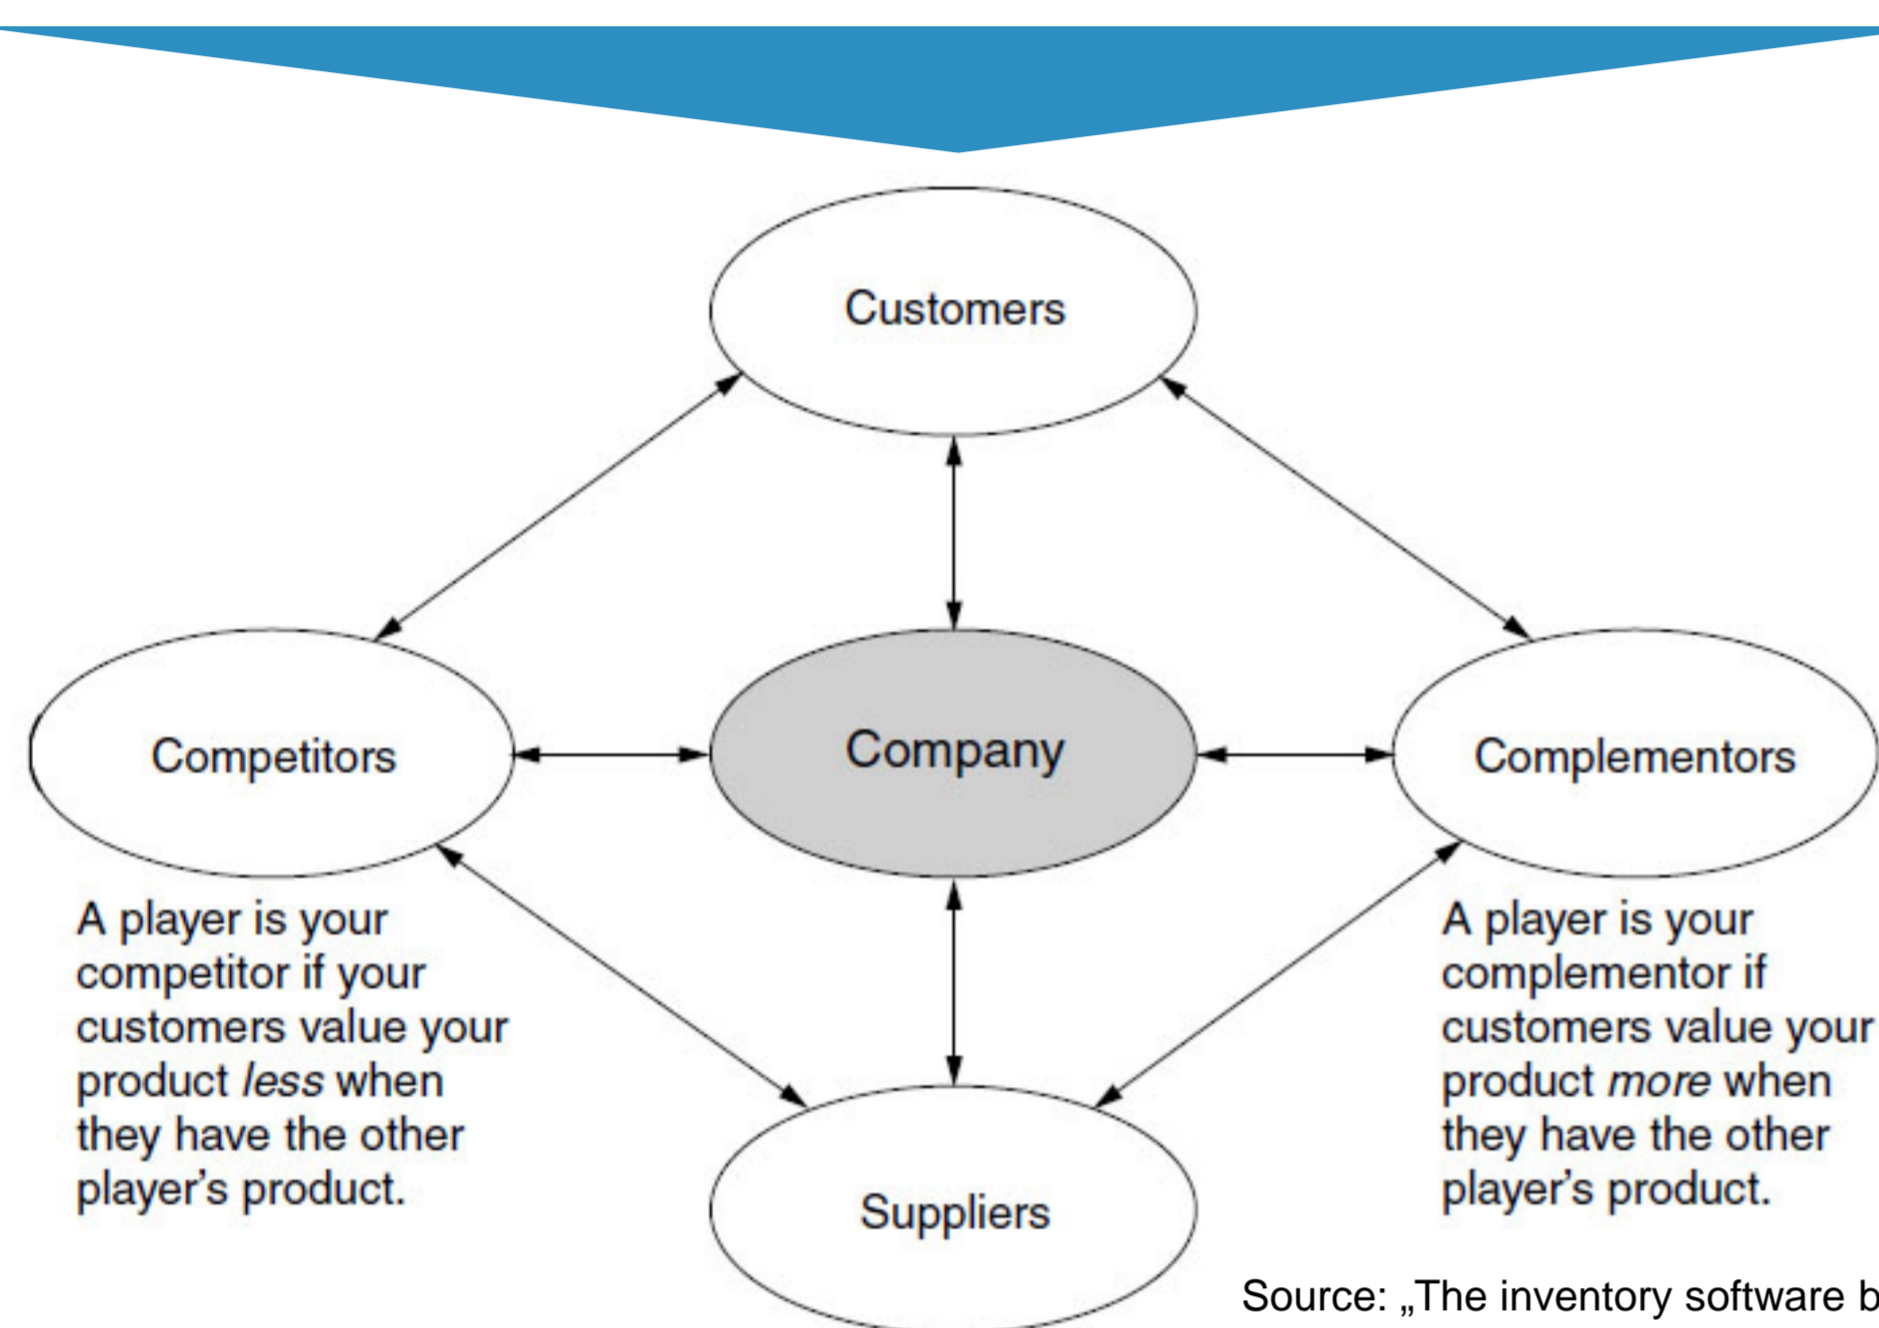 Customers
Competitors
Company
Complementors
A player is your
competitor if your
customers value your
product less when
they have the other
player's product.
A player is your
complementor if
customers value your
product more when
they have the other
player's product.
Suppliers
Source: „The inventory software b